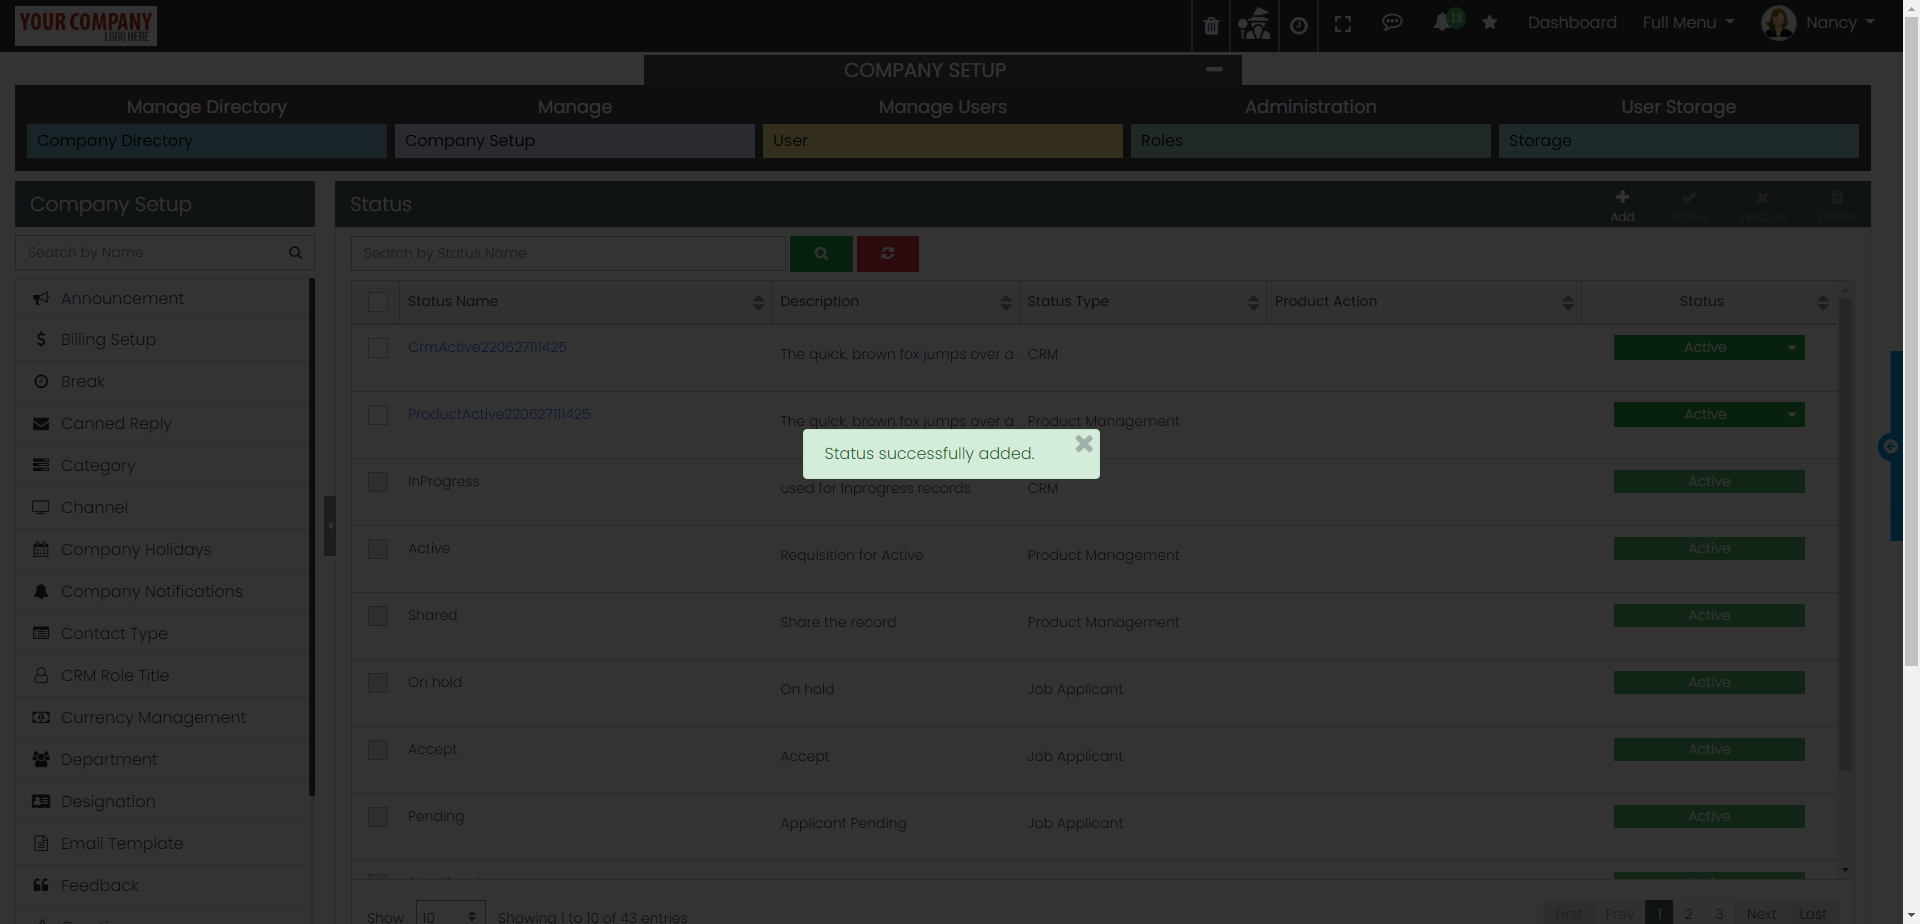 YOUR COMPANY
LOGO HERE
18
Dashboard
Full Menu
Nancy
COMPANY SETUP
Manage Directory
Manage
Manage Users
Administration
User Storage
Company Directory
Company Setup
User
Roles
Storage
Company Setup
Search by Name
Announcement
Billing Setup
Break
Canned Reply
Category
Channel
Company Holidays
Company Notifications
Contact Type
CRM Role Title
Currency Management
Department
Designation
Email Template
Feedback
Status
Add
Active
Inactive
Delete
Search by Status Name
Status Name
Description
Status Type
Product Action
Status
CrmActive220627111425
The quick, brown fox jumps over a .
CRM
Active
ProductActive220627111425
The quick, brown fox jumps over a .
Product Management
Active
Status successfully added.
InProgress
used for Inprogress records
CRM
Active
Active
Requisition for Active
Product Management
Active
Shared
Share the record
Product Management
Active
On hold
On hold
Job Applicant
Active
Accept
Accept
Job Applicant
Active
Pending
Applicant Pending
Job Applicant
Active
Show 10
Showing 1 to 10 of 43 entries
First Prev 1 2 3 Next Last